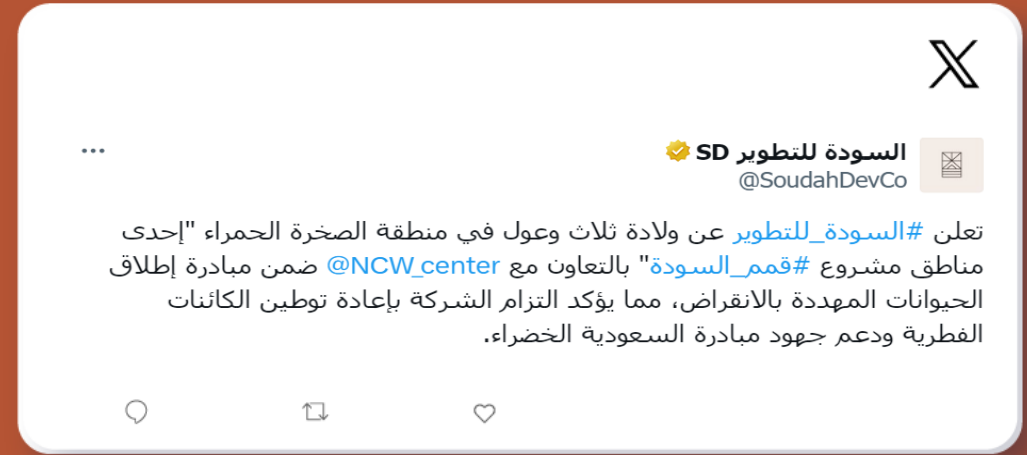 السودة للتطوير SD
@SoudahDevCo
تعلن #السودة_للتطوير عن ولادة ثلاث وعول في منطقة الصخرة الحمراء "إحدى
مناطق مشروع #قمم_السودة" بالتعاون مع @NCW_center ضمن مبادرة إطلاق
الحيوانات المهددة بالانقراض، مما يؤكد التزام الشركة بإعادة توطين الكائنات
الفطرية ودعم جهود مبادرة السعودية الخضراء.